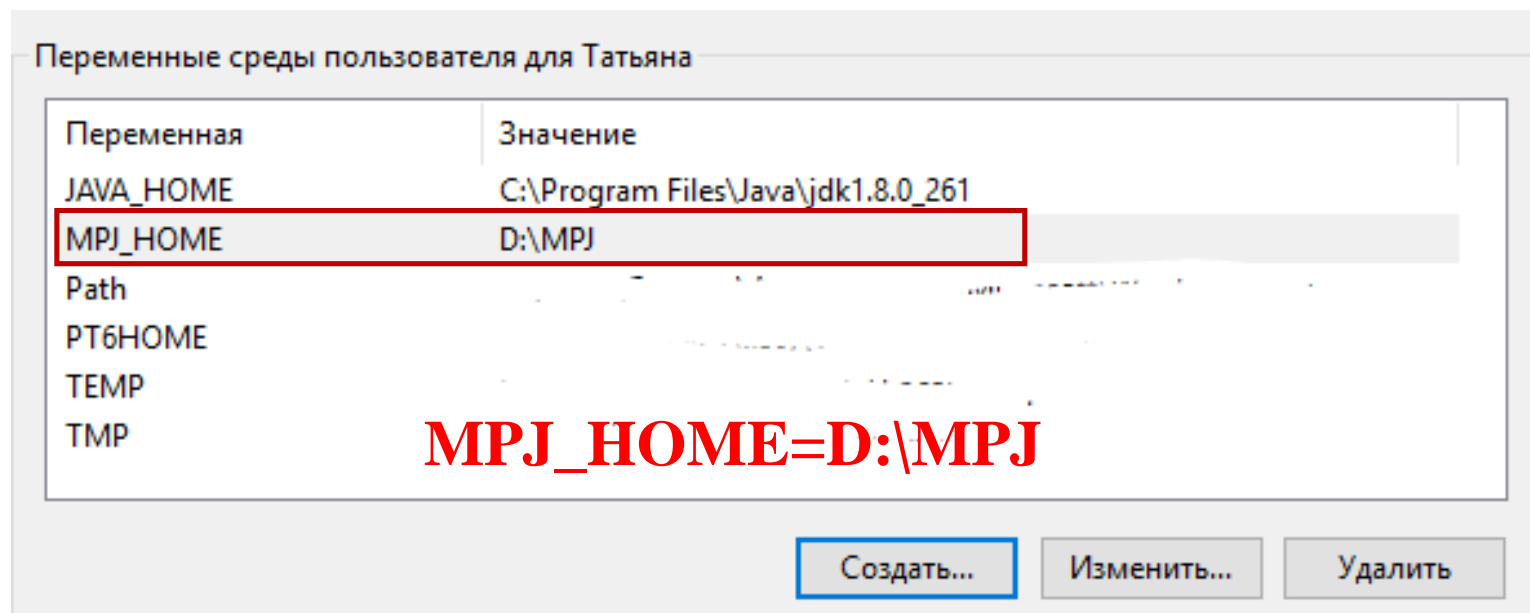 Переменные среды пользователя для Татьяна
Переменная Значение
JAVA_HOME C:\Program Files\Java\jdk1.8.0_261
MPJ_HOME D:\MPJ
Path
PT6HOME
TEMP
TMP
MPJ_HOME=D:\MPJ
Создать... Изменить... Удалить